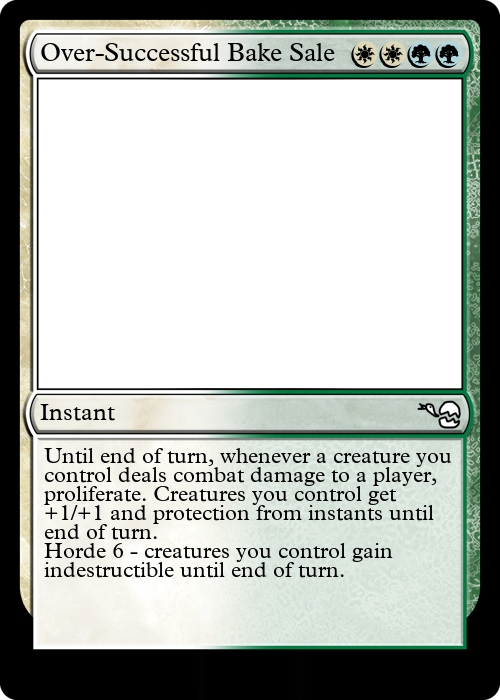 Over-Successful Bake Sale
Instant
Until end of turn, whenever a creature you
control deals combat damage to a player,
proliferate. Creatures you control get
+1/+1 and protection from instants until
end of turn.
Horde 6 - creatures you control gain
indestructible until end of turn.